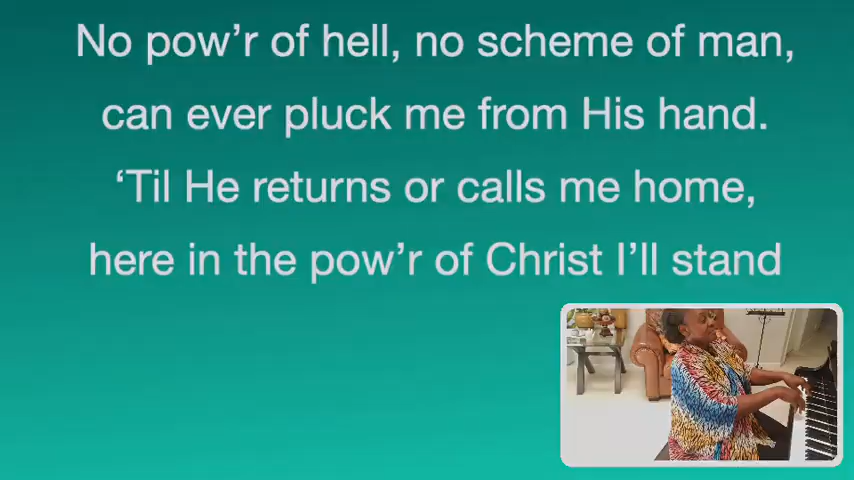 No pow’r of hell, no scheme of man,
can ever pluck me from His hand.
‘Til He returns or calls me home,
here in the pow’r of Christ I’ll stand